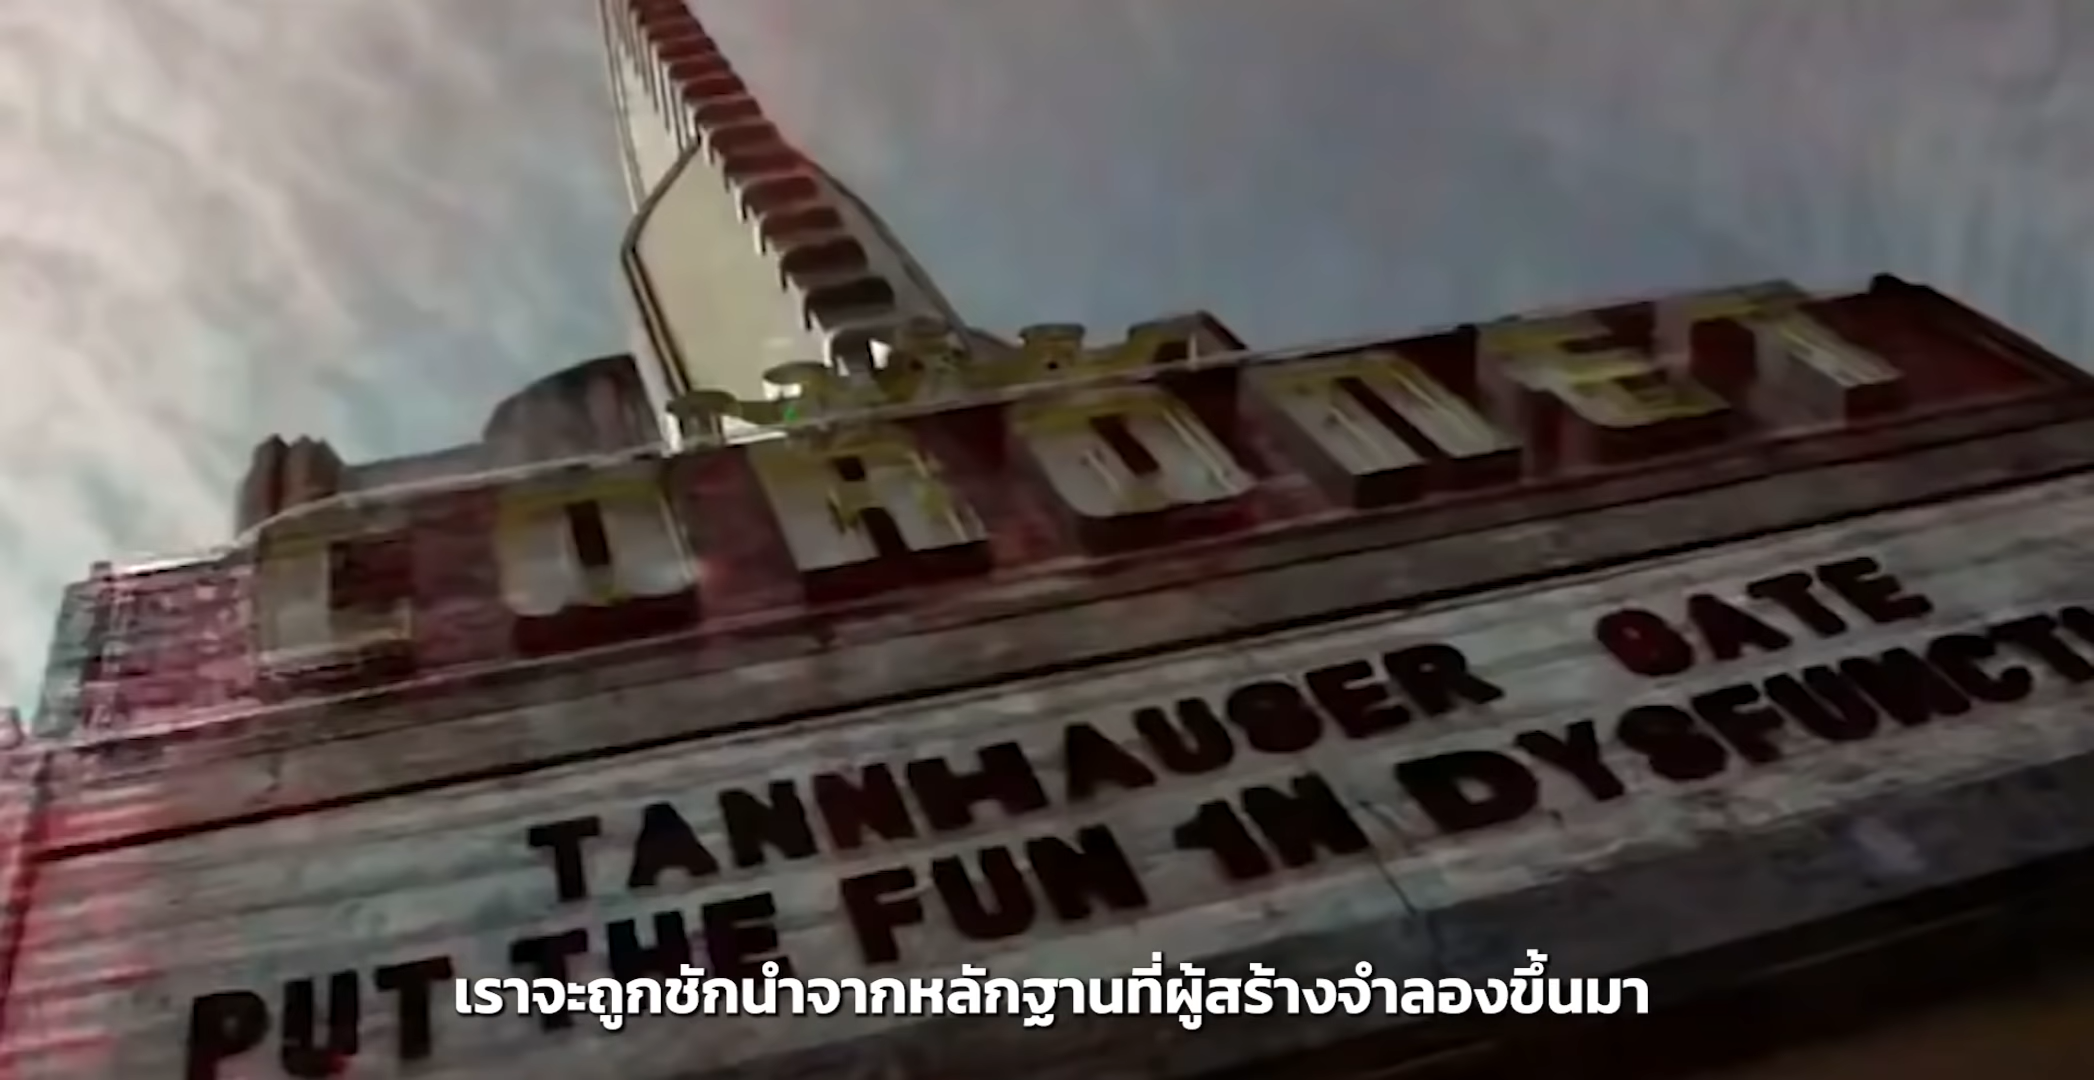 CORONET
TANNHAUSER GATE
PUT THE FUN 1N DYSFUNCTI
เราจะถูกชักนำจากหลักฐานที่ผู้สร้างจำลองขึ้นมา